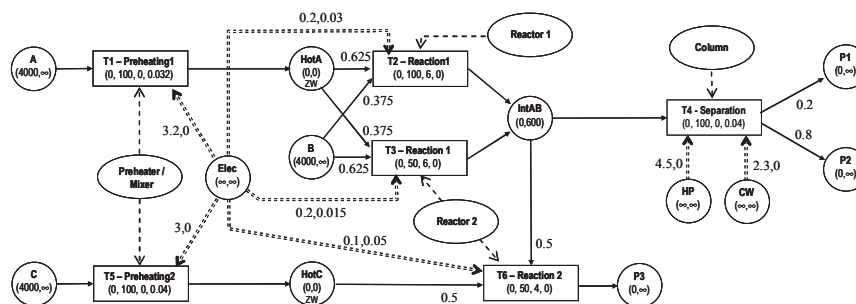 0.2,0.03
A
(4000,∞)
T1 – Preheating1
(0, 100, 0, 0.032)
HotA
(0,0)
ZW
0.625
T2 – Reaction1
(0, 100, 6, 0)
Reactor 1
Column
P1
(0,∞)
0.375
0.375
3.2,0
B
(4000,∞)
0.625
T3 – Reaction 1
(0, 50, 6, 0)
IntAB
(0,600)
T4 - Separation
(0, 100, 0, 0.04)
0.2
0.8
Preheater /
Mixer
Elec
(∞,∞)
4.5,0
2.3,0
P2
(0,∞)
HP
(∞,∞)
CW
(∞,∞)
0.2,0.015
Reactor 2
3,0
0.1,0.05
0.5
C
(4000,∞)
T5 – Preheating2
(0, 100, 0, 0.04)
HotC
(0,0)
ZW
0.5
T6 – Reaction 2
(0, 50, 4, 0)
P3
(0,∞)